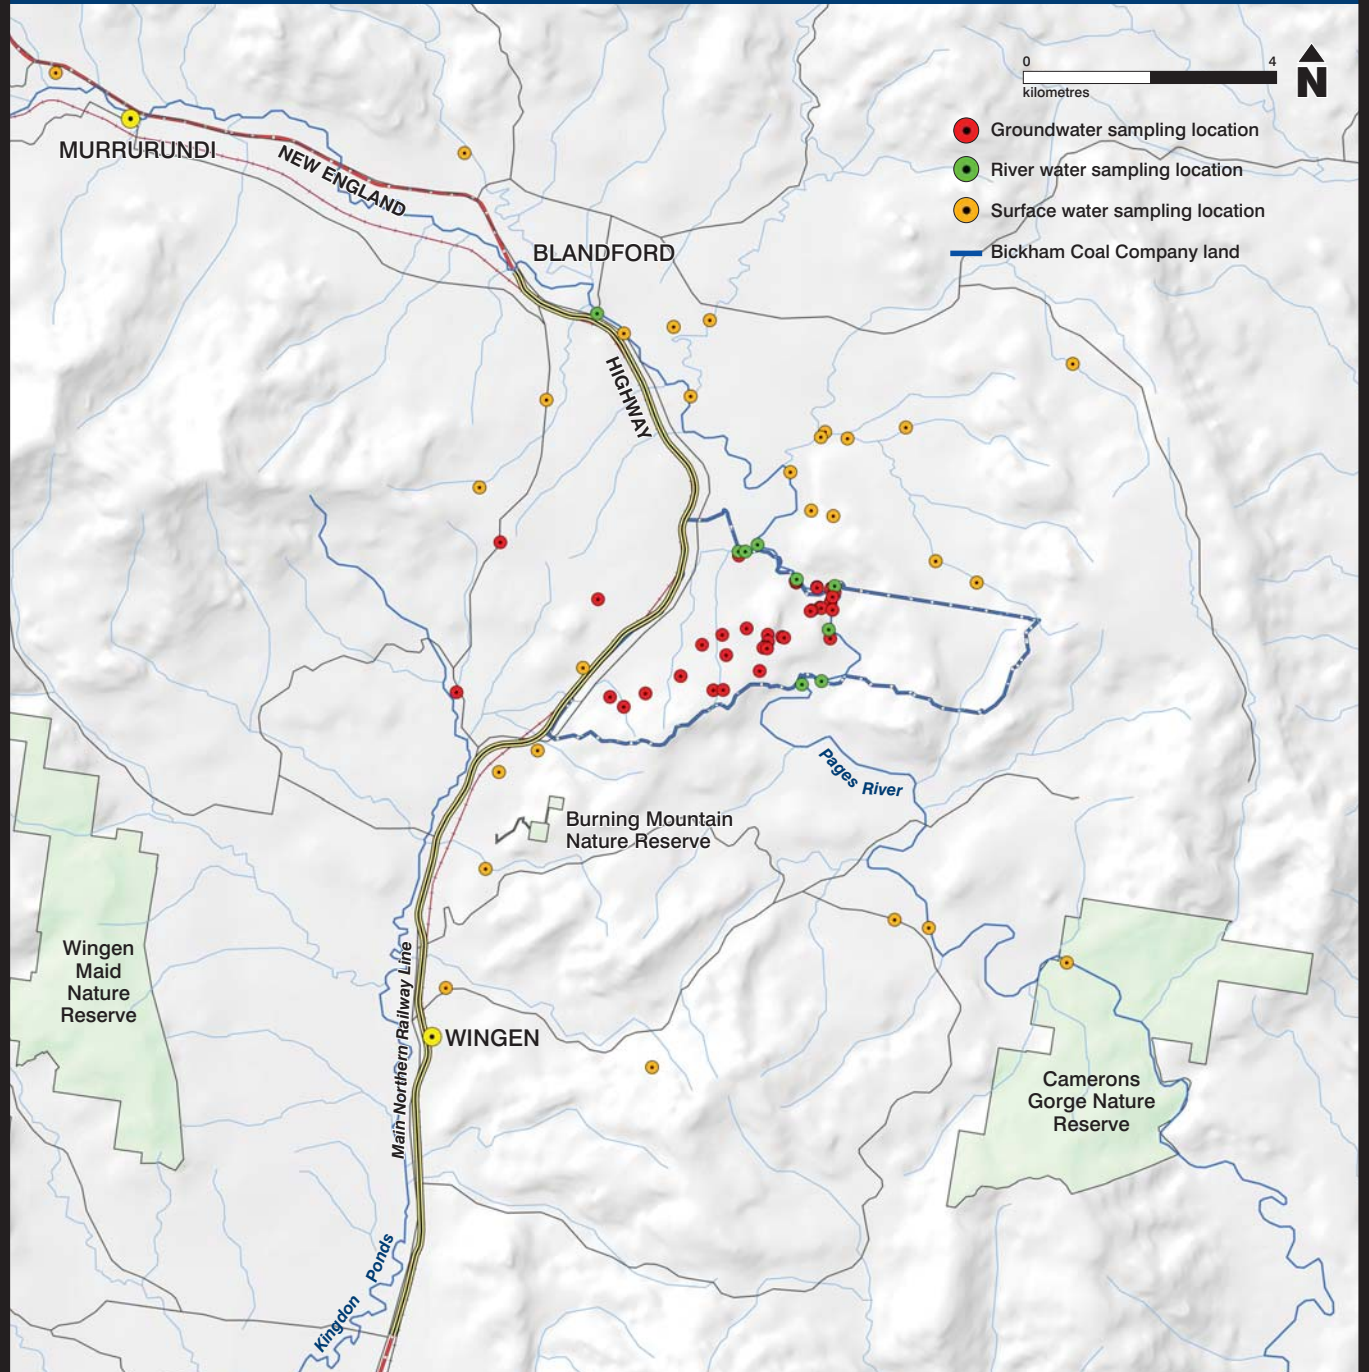 0 4
kilometres
N
Groundwater sampling location
River water sampling location
Surface water sampling location
Bickham Coal Company land
MURRURUNDI
NEW ENGLAND
BLANDFORD
HIGHWAY
Pages River
Burning Mountain
Nature Reserve
Wingen
Maid
Nature
Reserve
Main Northern Railway Line
WINGEN
Camerons
Gorge Nature
Reserve
Kingdon Ponds